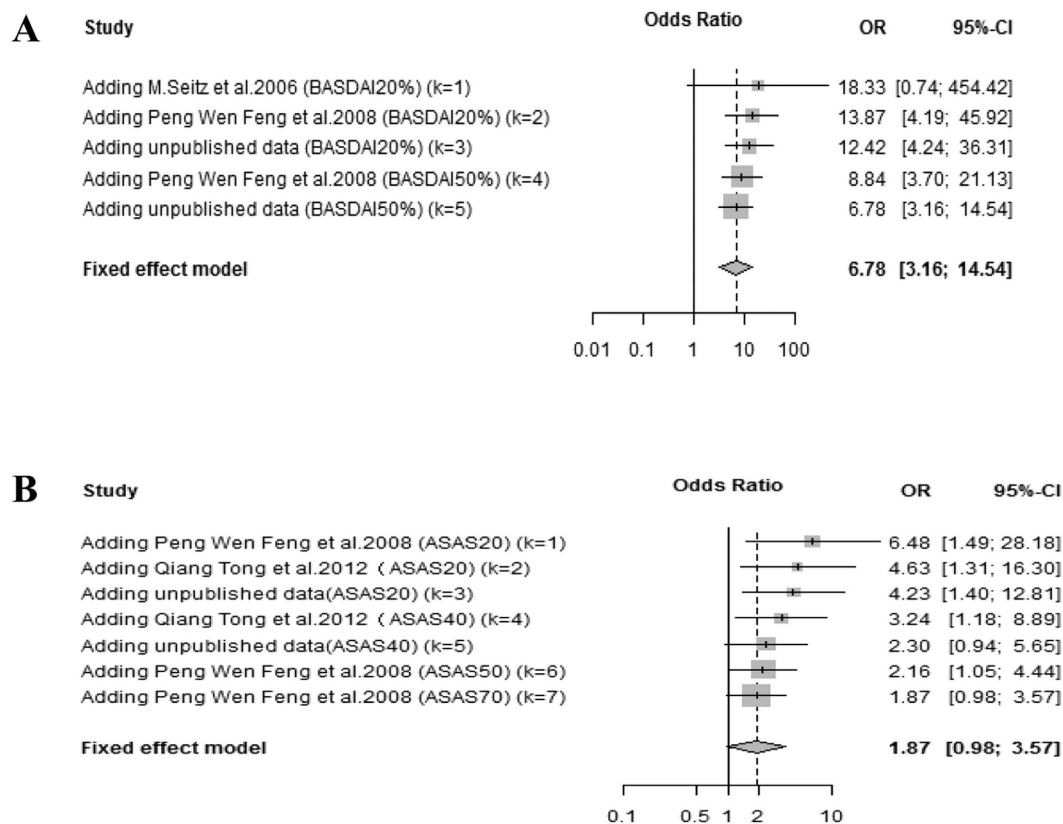 A
Study Odds Ratio OR 95%-CI
Adding M.Seitz et al.2006 (BASDAI20%) (k=1) 18.33 [0.74; 454.42]
Adding Peng Wen Feng et al.2008 (BASDAI20%) (k=2) 13.87 [4.19; 45.92]
Adding unpublished data (BASDAI20%) (k=3) 12.42 [4.24; 36.31]
Adding Peng Wen Feng et al.2008 (BASDAI50%) (k=4) 8.84 [3.70; 21.13]
Adding unpublished data (BASDAI50%) (k=5) 6.78 [3.16; 14.54]
Fixed effect model 6.78 [3.16; 14.54]
0.01 0.1 1 10 100
B
Study Odds Ratio OR 95%-CI
Adding Peng Wen Feng et al.2008 (ASAS20) (k=1) 6.48 [1.49; 28.18]
Adding Qiang Tong et al.2012 （ASAS20) (k=2) 4.63 [1.31; 16.30]
Adding unpublished data(ASAS20) (k=3) 4.23 [1.40; 12.81]
Adding Qiang Tong et al.2012 （ASAS40) (k=4) 3.24 [1.18; 8.89]
Adding unpublished data(ASAS40) (k=5) 2.30 [0.94; 5.65]
Adding Peng Wen Feng et al.2008 (ASAS50) (k=6) 2.16 [1.05; 4.44]
Adding Peng Wen Feng et al.2008 (ASAS70) (k=7) 1.87 [0.98; 3.57]
Fixed effect model 1.87 [0.98; 3.57]
0.1 0.5 1 2 10